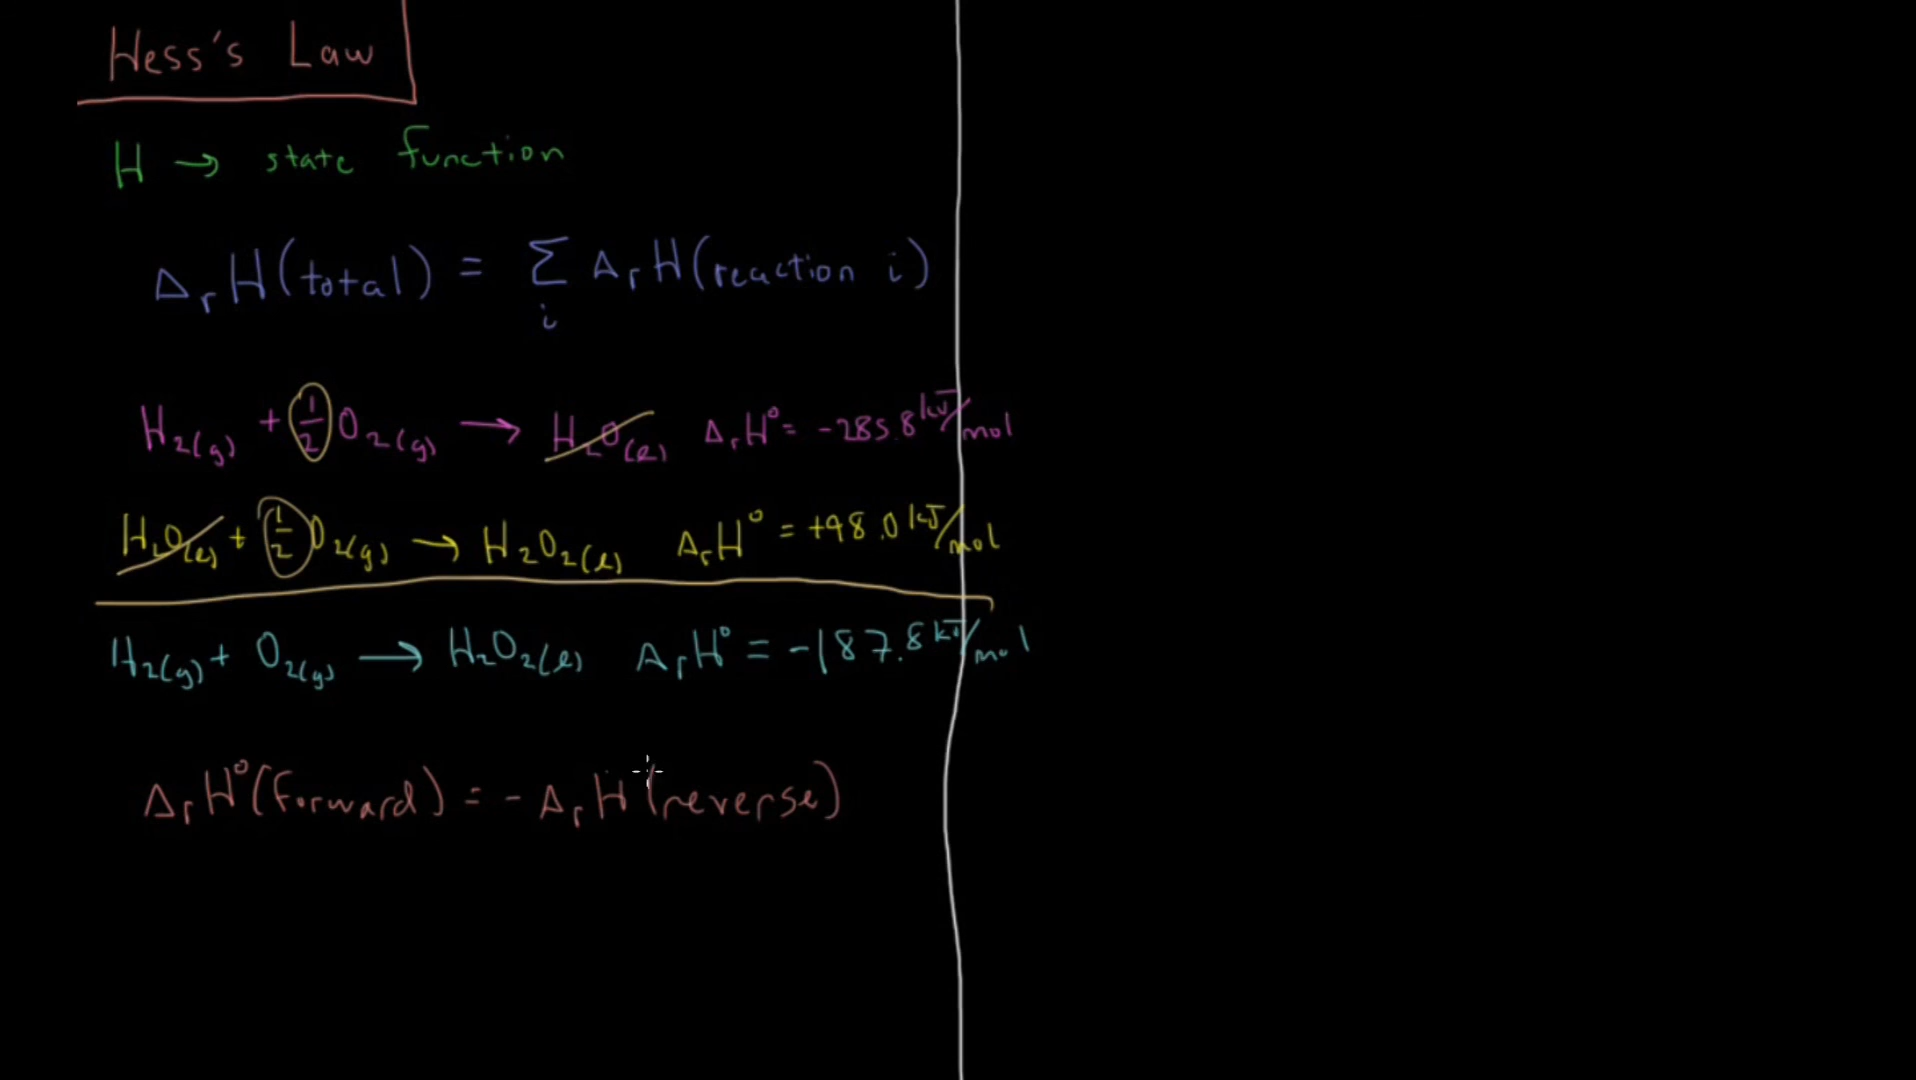 Hess's Law
H → state function
ΔᵣH(total) = Σᵢ ΔᵣH(reaction i)
H₂(g) + ½O₂(g) → H₂O(ℓ) ΔᵣH° = -285.8 kJ/mol
H₂O(ℓ) + ½O₂(g) → H₂O₂(ℓ) ΔᵣH° = +98.0 kJ/mol
H₂(g) + O₂(g) → H₂O₂(ℓ) ΔᵣH° = -187.8 kJ/mol
ΔᵣH°(forward) = -ΔᵣH°(reverse)